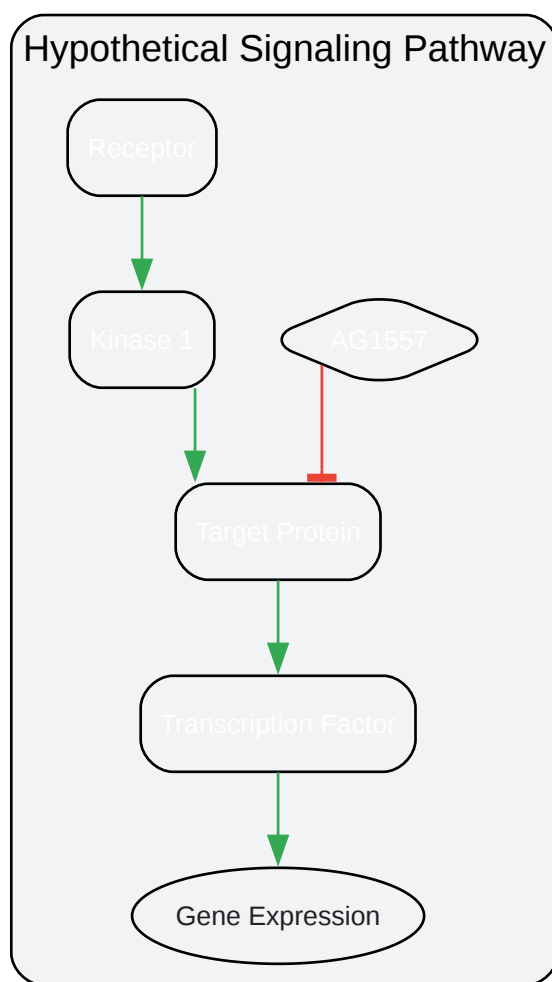 Hypothetical Signaling Pathway
Receptor
Kinase 1
AG1557
Target Protein
Transcription Factor
Gene Expression